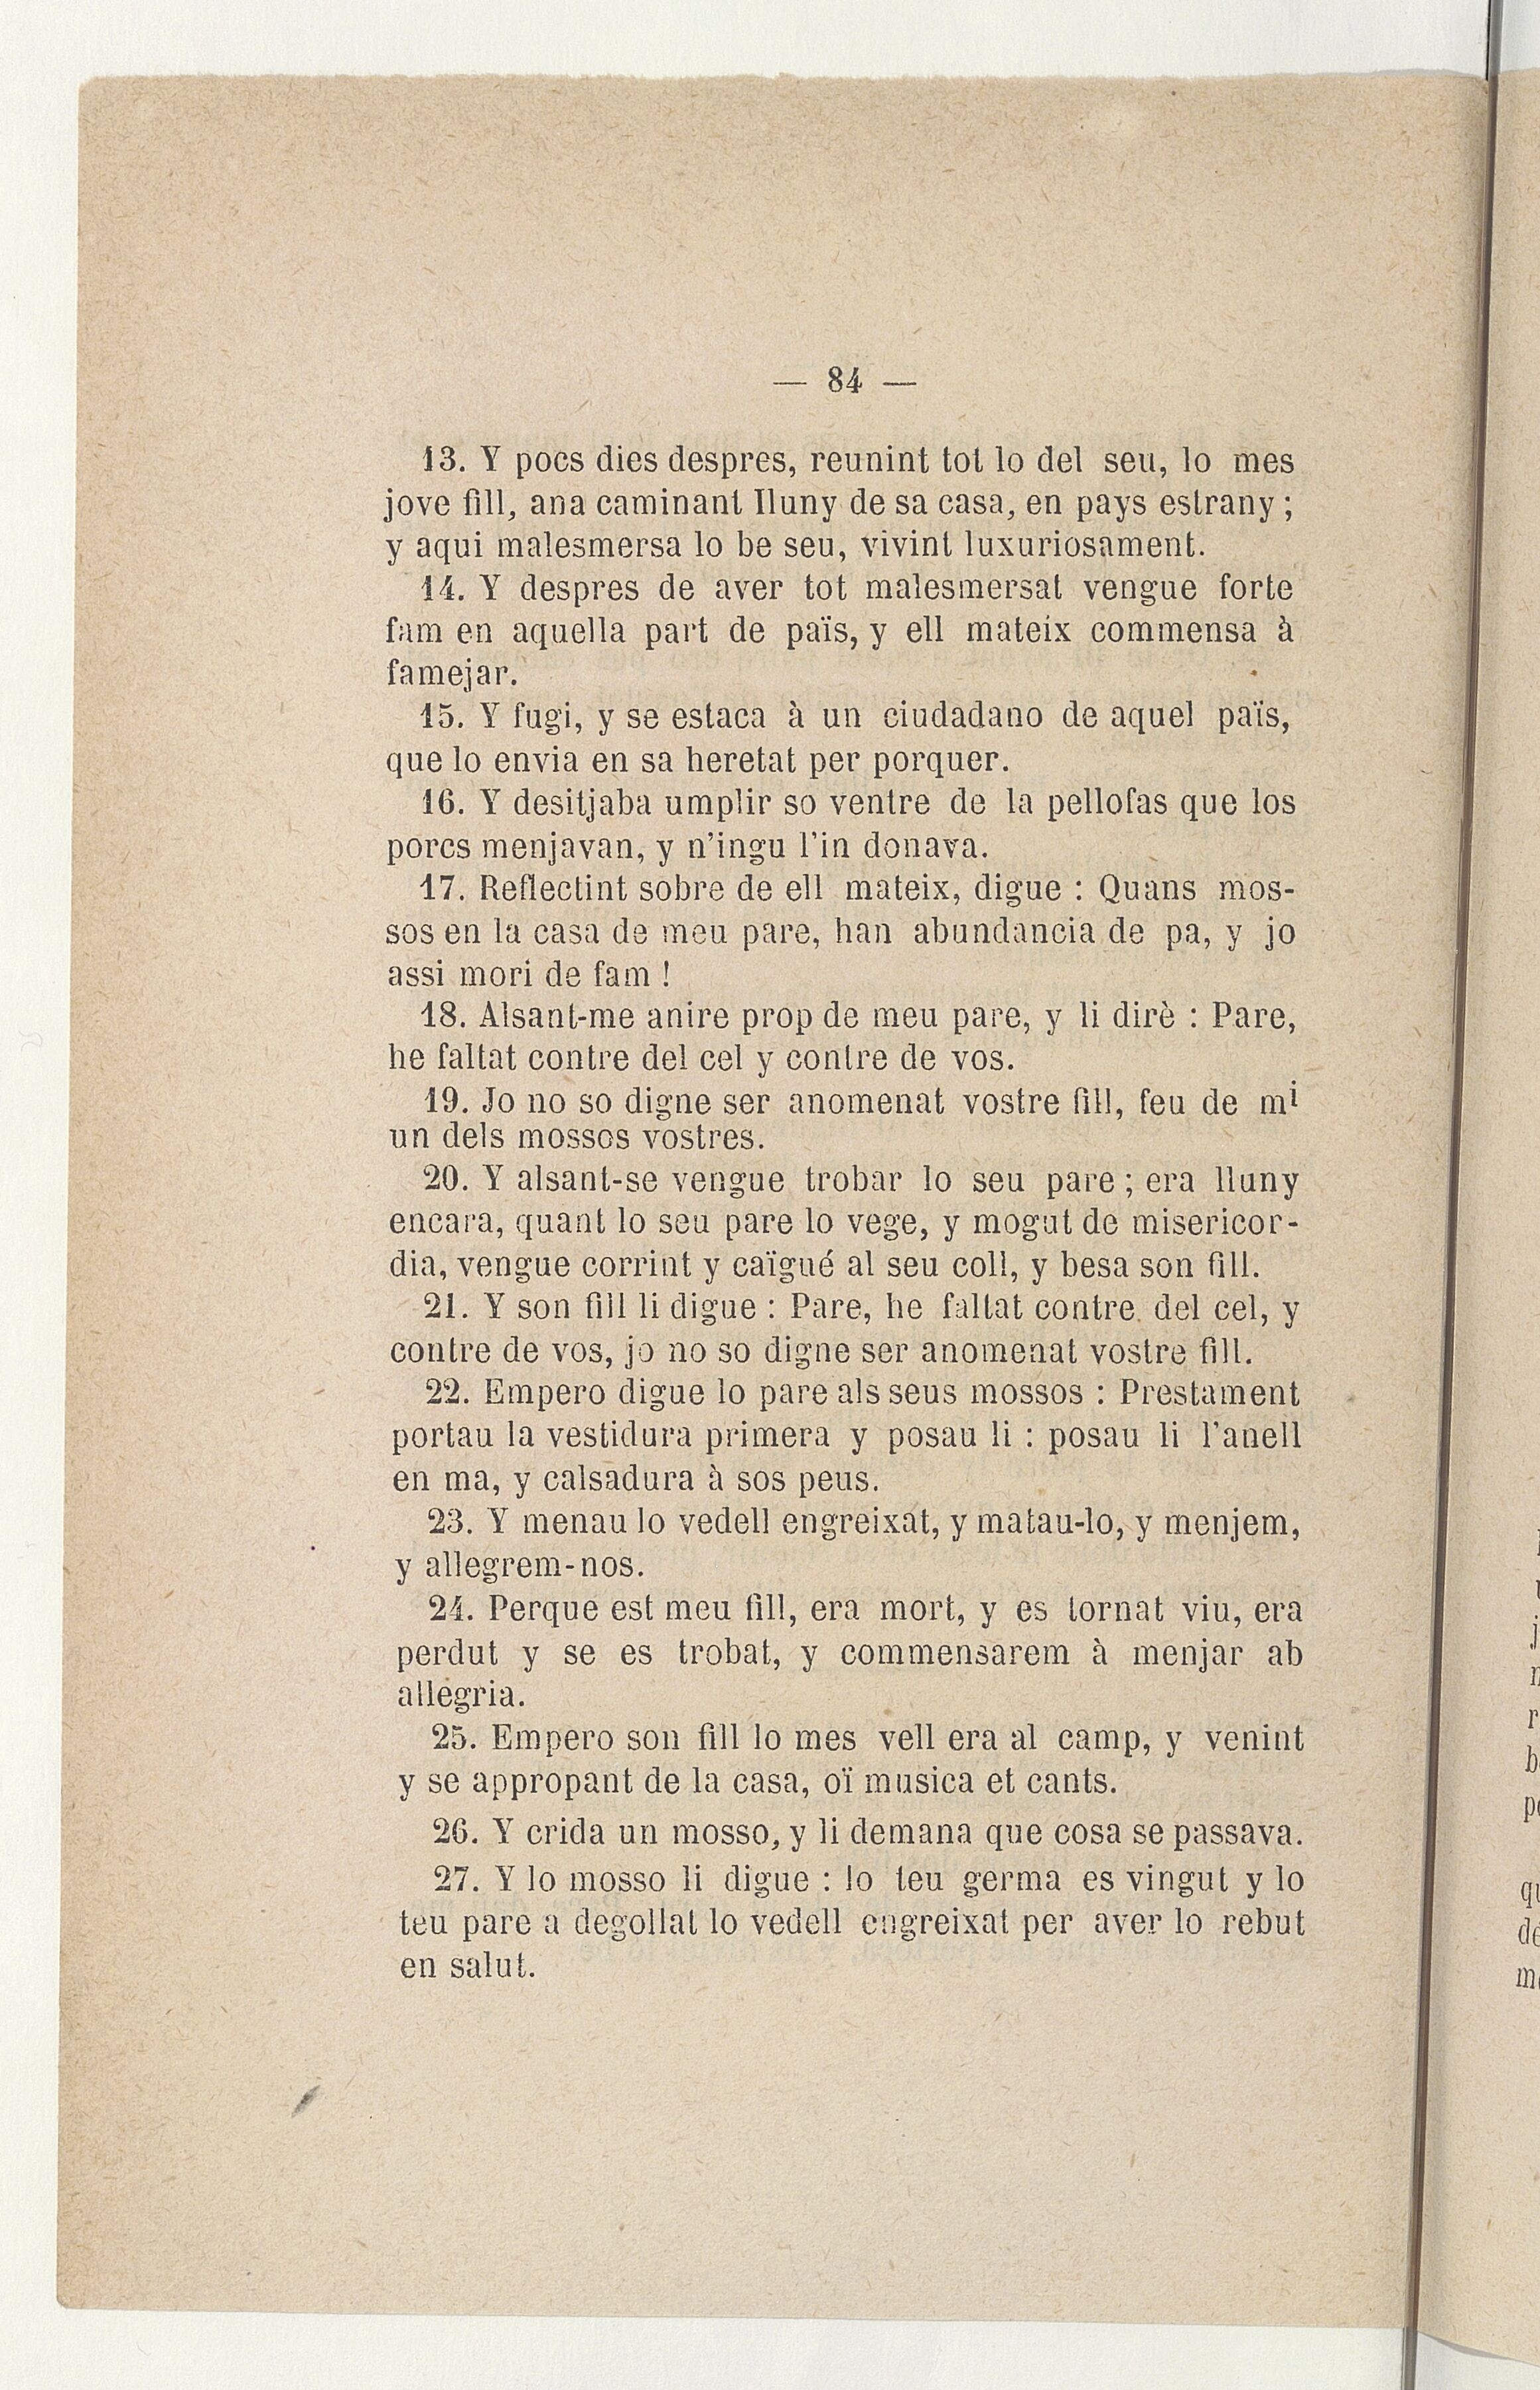 — 84 —
13. Y pocs dies despres, reunint tot lo del seu, lo mes
jove fill, ana caminant lluny de sa casa, en pays estrany ;
y aqui malesmersa lo be seu, vivint luxuriosament.
14. Y despres de aver tot malesmersat vengue forte
fam en aquella part de païs, y ell mateix commensa à
famejar.
15. Y fugi, y se estaca à un ciudadano de aquel païs,
que lo envia en sa heretat per porquer.
16. Y desitjaba umplir so ventre de la pellofas que los
porcs menjavan, y n'ingu l'in donava.
17. Reflectint sobre de ell mateix, digue : Quans mos-
sos en la casa de meu pare, han abundancia de pa, y jo
assi mori de fam !
18. Alsant-me anire prop de meu pare, y li dirè : Pare,
he faltat contre del cel y contre de vos.
19. Jo no so digne ser anomenat vostre fill, feu de mi
un dels mossos vostres.
20. Y alsant-se vengue trobar lo seu pare ; era lluny
encara, quant lo seu pare lo vege, y mogut de misericor-
dia, vengue corrint y caïgué al seu coll, y besa son fill.
21. Y son fill li digue : Pare, he faltat contre del cel, y
contre de vos, jo no so digne ser anomenat vostre fill.
22. Empero digue lo pare als seus mossos : Prestament
portau la vestidura primera y posau li : posau li l'anell
en ma, y calsadura à sos peus.
23. Y menau lo vedell engreixat, y matau-lo, y menjem,
y allegrem-nos.
24. Perque est meu fill, era mort, y es tornat viu, era
perdut y se es trobat, y commensarem à menjar ab
allegria.
25. Empero son fill lo mes vell era al camp, y venint
y se appropant de la casa, oï musica et cants.
26. Y crida un mosso, y li demana que cosa se passava.
27. Y lo mosso li digue : lo teu germa es vingut y lo
teu pare a degollat lo vedell engreixat per aver lo rebut
en salut.